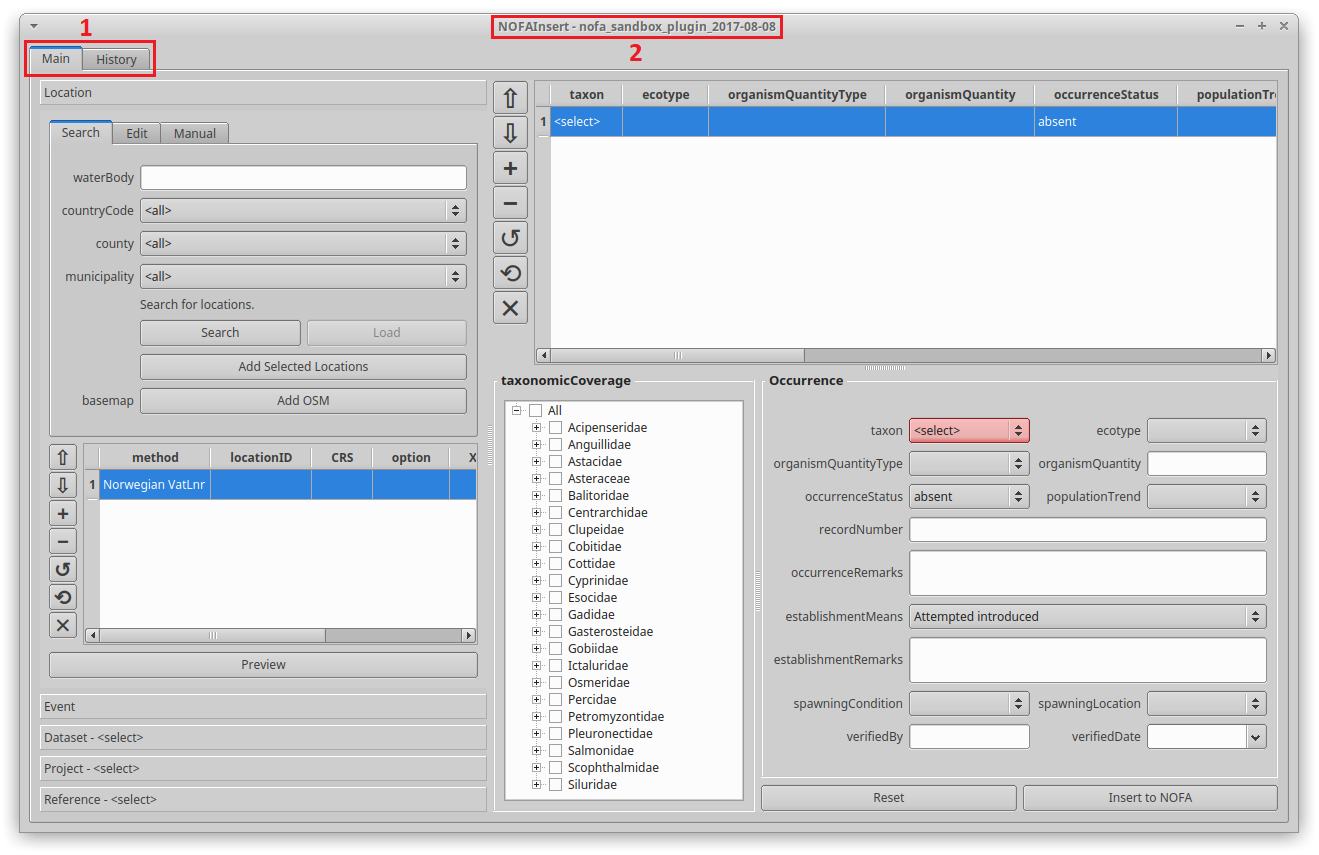 NOFAInsert - nofa_sandbox_plugin_2017-08-08
1
2
Main
History
Location
Search
Edit
Manual
waterBody
countryCode <all>
county <all>
municipality <all>
Search for locations.
Search
Load
Add Selected Locations
basemap Add OSM
method locationID CRS option X
1 Norwegian VatLnr
Preview
Event
Dataset - <select>
Project - <select>
Reference - <select>
taxon ecotype organismQuantityType organismQuantity occurrenceStatus populationTr
1 <select> absent
taxonomicCoverage
All
Acipenseridae
Anguillidae
Astacidae
Asteraceae
Balitoridae
Centrarchidae
Clupeidae
Cobitidae
Cottidae
Cyprinidae
Esocidae
Gadidae
Gasterosteidae
Gobiidae
Ictaluridae
Osmeridae
Percidae
Petromyzontidae
Pleuronectidae
Salmonidae
Scophthalmidae
Siluridae
Occurrence
taxon <select> ecotype
organismQuantityType organismQuantity
occurrenceStatus absent populationTrend
recordNumber
occurrenceRemarks
establishmentMeans Attempted introduced
establishmentRemarks
spawningCondition spawningLocation
verifiedBy verifiedDate
Reset
Insert to NOFA